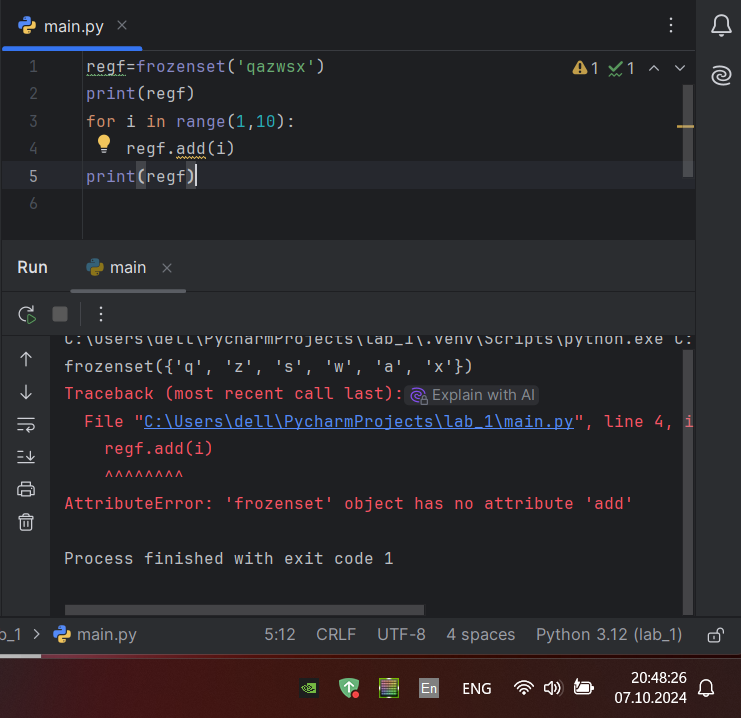 main.py
1 regf=frozenset('qazwsx')
1 1
2 print(regf)
3 for i in range(1,10):
4 regf.add(i)
5 print(regf)
6
Run main
C:\Users\dell\PycharmProjects\lab_1\.venv\Scripts\python.exe C:
frozenset({'q', 'z', 's', 'w', 'a', 'x'})
Traceback (most recent call last): Explain with AI
File "C:\Users\dell\PycharmProjects\lab_1\main.py", line 4, i
regf.add(i)
^^^^^^^^
AttributeError: 'frozenset' object has no attribute 'add'
Process finished with exit code 1
b_1 > main.py 5:12 CRLF UTF-8 4 spaces Python 3.12 (lab_1)
En ENG 20:48:26
07.10.2024